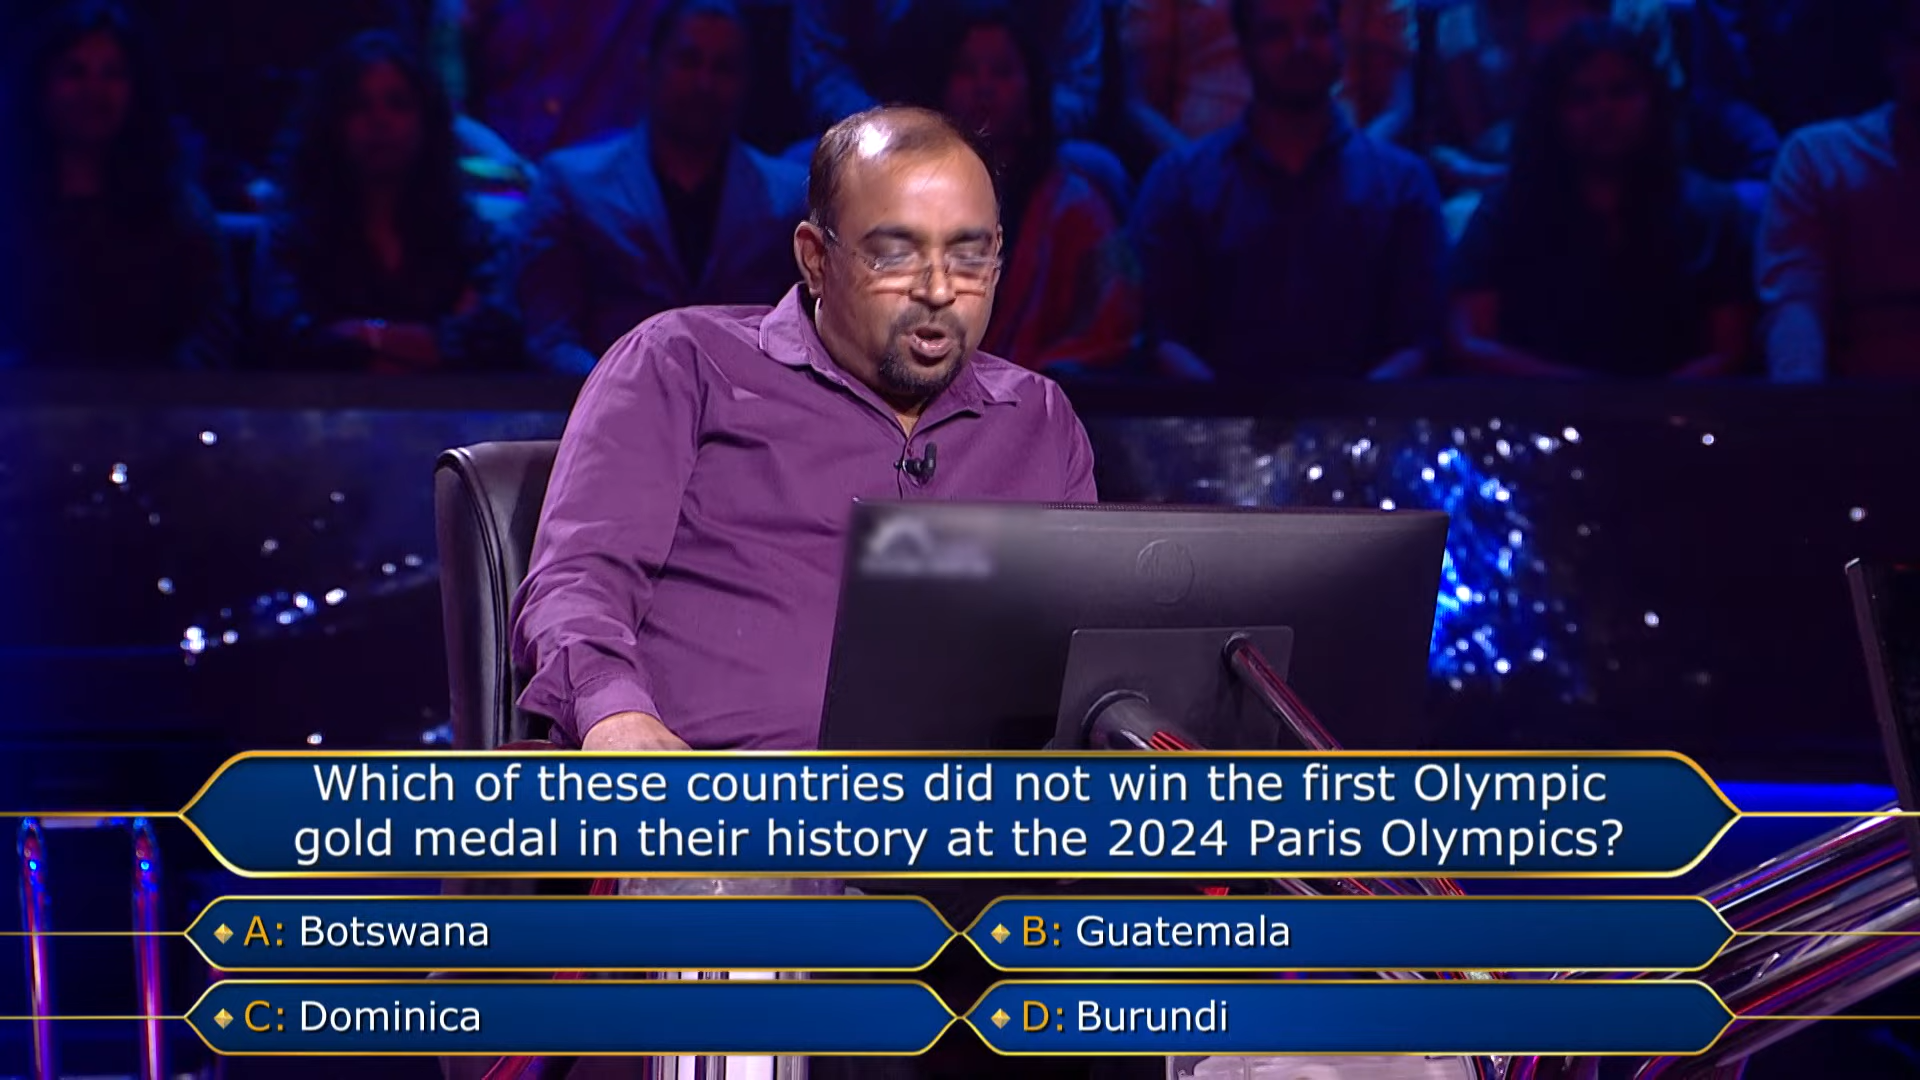 Which of these countries did not win the first Olympic
gold medal in their history at the 2024 Paris Olympics?
A: Botswana
B: Guatemala
C: Dominica
D: Burundi